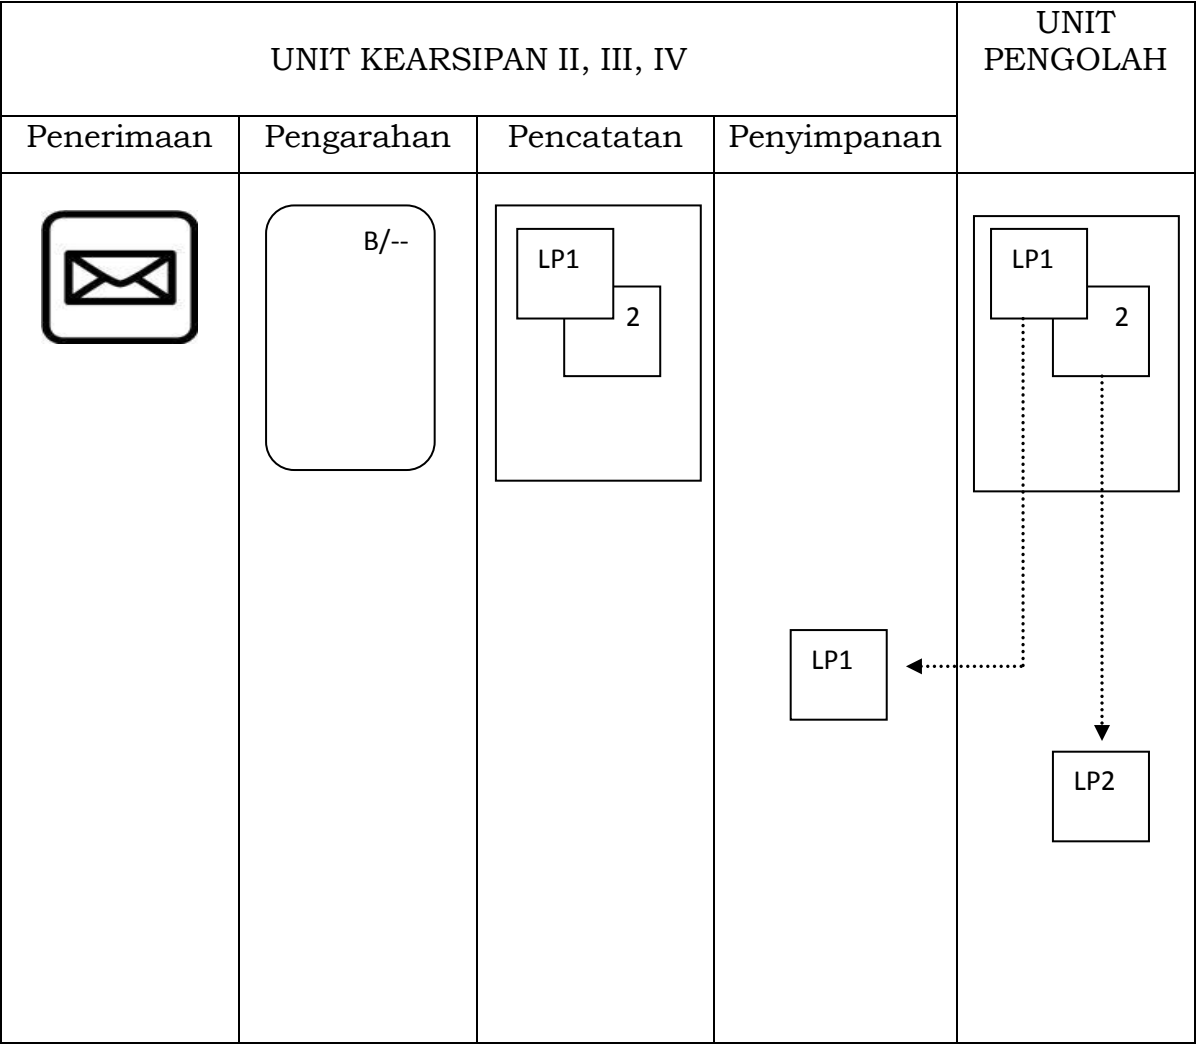 UNIT KEARSIPAN II, III, IV
UNIT
PENGOLAH
Penerimaan
Pengarahan
Pencatatan
Penyimpanan
B/--
LP1
2
LP1
2
LP1
LP2